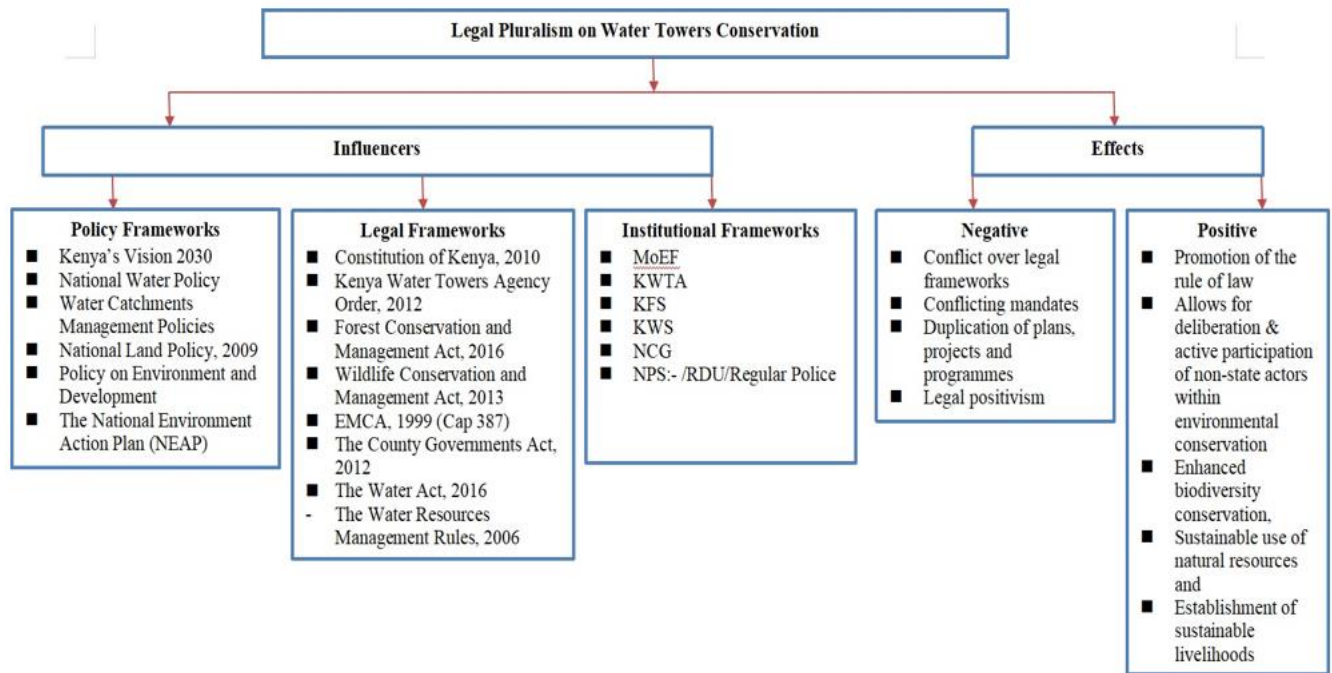 Legal Pluralism on Water Towers Conservation
Influencers
Effects
Policy Frameworks
■ Kenya's Vision 2030
■ National Water Policy
■ Water Catchments
Management Policies
■ National Land Policy, 2009
■ Policy on Environment and
Development
■ The National Environment
Action Plan (NEAP)
Legal Frameworks
■ Constitution of Kenya, 2010
■ Kenya Water Towers Agency
Order, 2012
■ Forest Conservation and
Management Act, 2016
■ Wildlife Conservation and
Management Act, 2013
■ EMCA, 1999 (Cap 387)
■ The County Governments Act,
2012
■ The Water Act, 2016
- The Water Resources
Management Rules, 2006
Institutional Frameworks
■ MoEF
■ KWTA
■ KFS
■ KWS
■ NCG
■ NPS:- /RDU/Regular Police
Negative
■ Conflict over legal
frameworks
■ Conflicting mandates
■ Duplication of plans,
projects and
programmes
■ Legal positivism
Positive
■ Promotion of the
rule of law
■ Allows for
deliberation &
active participation
of non-state actors
within
environmental
conservation
■ Enhanced
biodiversity
conservation,
■ Sustainable use of
natural resources
and
■ Establishment of
sustainable
livelihoods